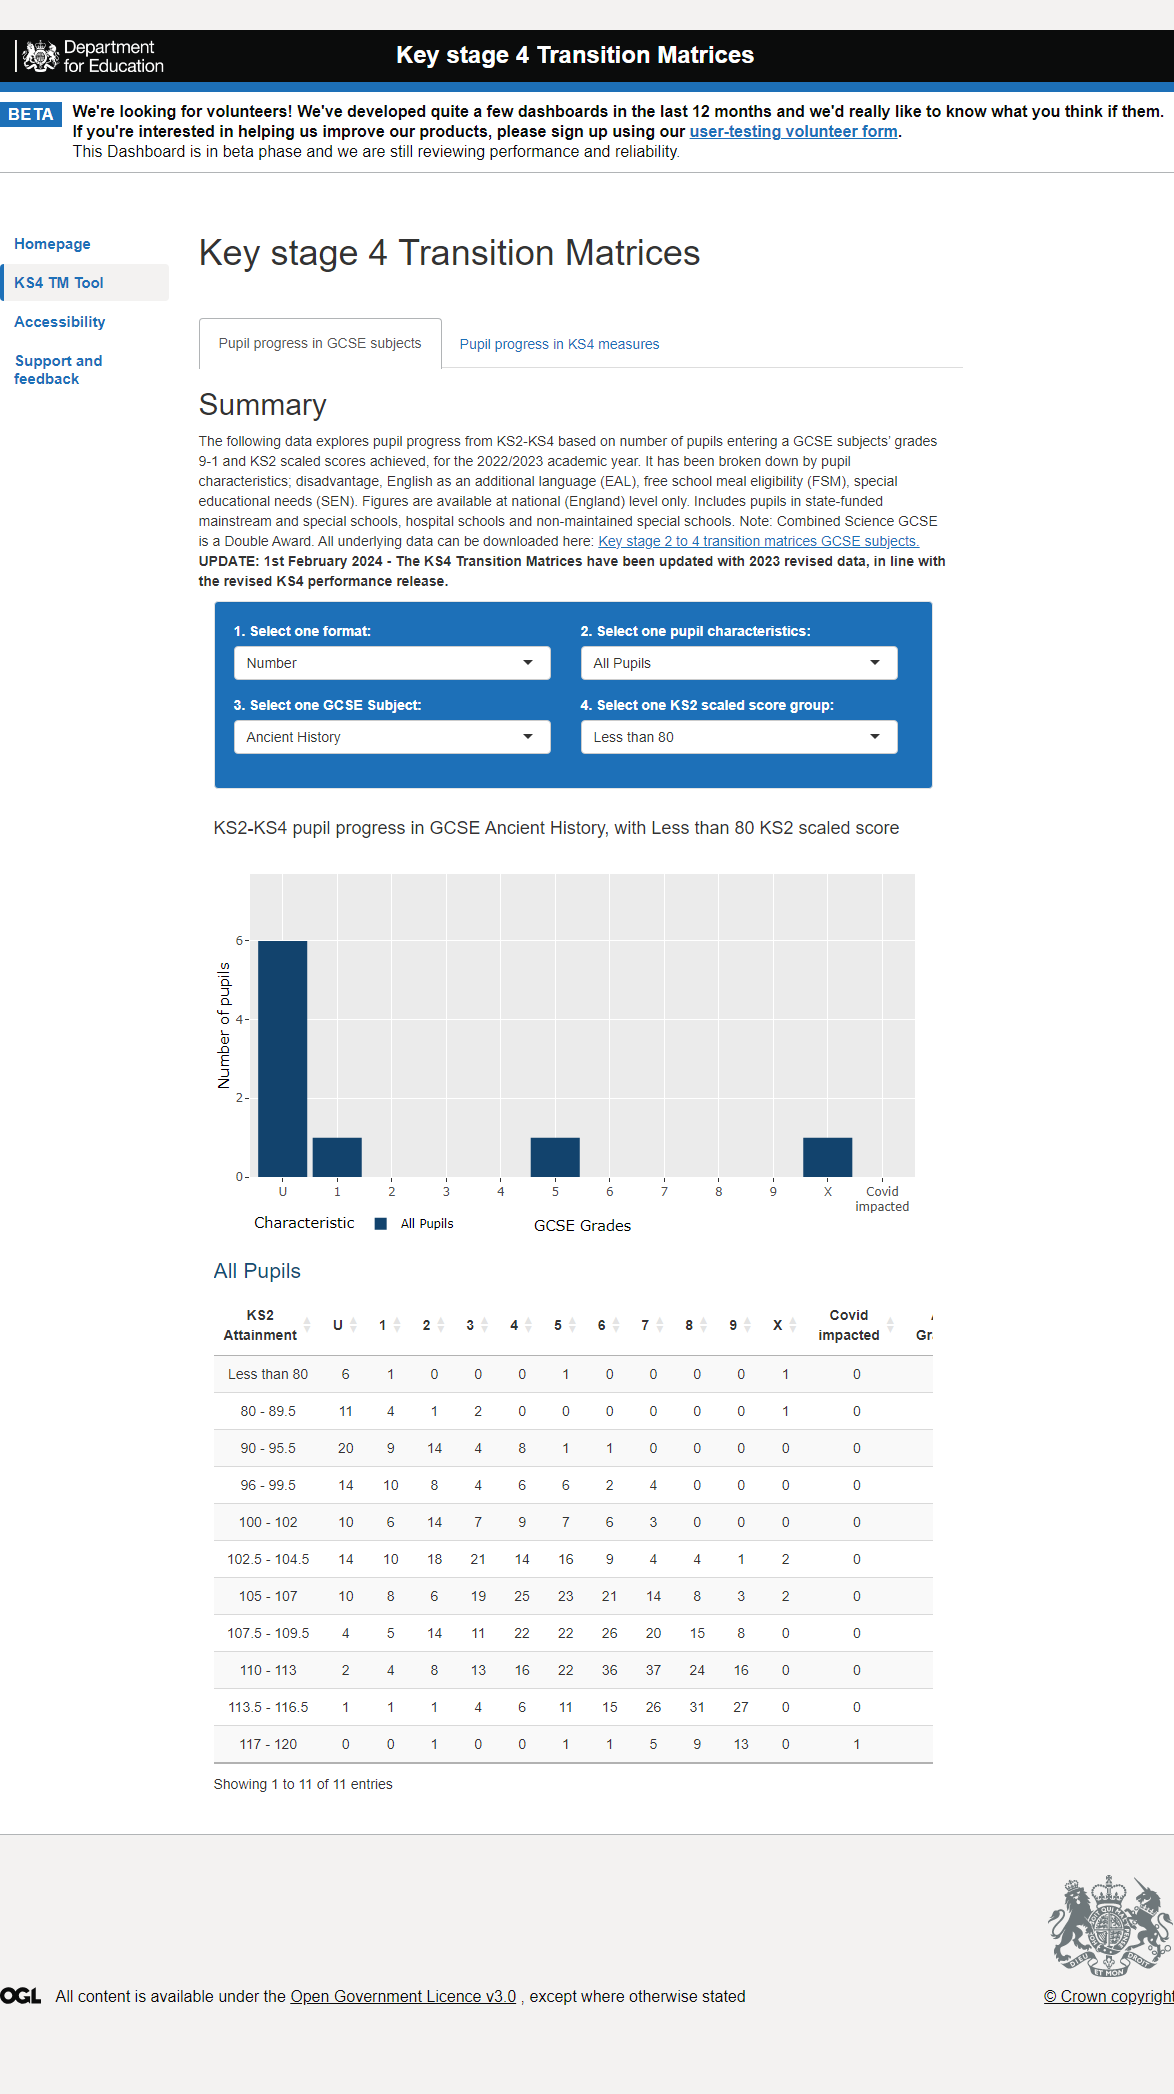 Department
for Education
Key stage 4 Transition Matrices
BETA
We're looking for volunteers! We've developed quite a few dashboards in the last 12 months and we'd really like to know what you think if them.
If you're interested in helping us improve our products, please sign up using our user-testing volunteer form.
This Dashboard is in beta phase and we are still reviewing performance and reliability.
Homepage
KS4 TM Tool
Accessibility
Support and
feedback
Key stage 4 Transition Matrices
Pupil progress in GCSE subjects
Pupil progress in KS4 measures
Summary
The following data explores pupil progress from KS2-KS4 based on number of pupils entering a GCSE subjects' grades
9-1 and KS2 scaled scores achieved, for the 2022/2023 academic year. It has been broken down by pupil
characteristics; disadvantage, English as an additional language (EAL), free school meal eligibility (FSM), special
educational needs (SEN). Figures are available at national (England) level only. Includes pupils in state-funded
mainstream and special schools, hospital schools and non-maintained special schools. Note: Combined Science GCSE
is a Double Award. All underlying data can be downloaded here: Key stage 2 to 4 transition matrices GCSE subjects.
UPDATE: 1st February 2024 - The KS4 Transition Matrices have been updated with 2023 revised data, in line with
the revised KS4 performance release.
1. Select one format:
Number
2. Select one pupil characteristics:
All Pupils
3. Select one GCSE Subject:
Ancient History
4. Select one KS2 scaled score group:
Less than 80
KS2-KS4 pupil progress in GCSE Ancient History, with Less than 80 KS2 scaled score
Number of pupils
6
4
2
0
U 1 2 3 4 5 6 7 8 9 X Covid
impacted
Characteristic All Pupils GCSE Grades
All Pupils
KS2
Attainment U 1 2 3 4 5 6 7 8 9 X Covid
impacted
Less than 80 6 1 0 0 0 1 0 0 0 0 1 0
80 - 89.5 11 4 1 2 0 0 0 0 0 0 1 0
90 - 95.5 20 9 14 4 8 1 1 0 0 0 0 0
96 - 99.5 14 10 8 4 6 6 2 4 0 0 0 0
100 - 102 10 6 14 7 9 7 6 3 0 0 0 0
102.5 - 104.5 14 10 18 21 14 16 9 4 4 1 2 0
105 - 107 10 8 6 19 25 23 21 14 8 3 2 0
107.5 - 109.5 4 5 14 11 22 22 26 20 15 8 0 0
110 - 113 2 4 8 13 16 22 36 37 24 16 0 0
113.5 - 116.5 1 1 1 4 6 11 15 26 31 27 0 0
117 - 120 0 0 1 0 0 1 1 5 9 13 0 1
Showing 1 to 11 of 11 entries
OGL All content is available under the Open Government Licence v3.0 , except where otherwise stated
© Crown copyright